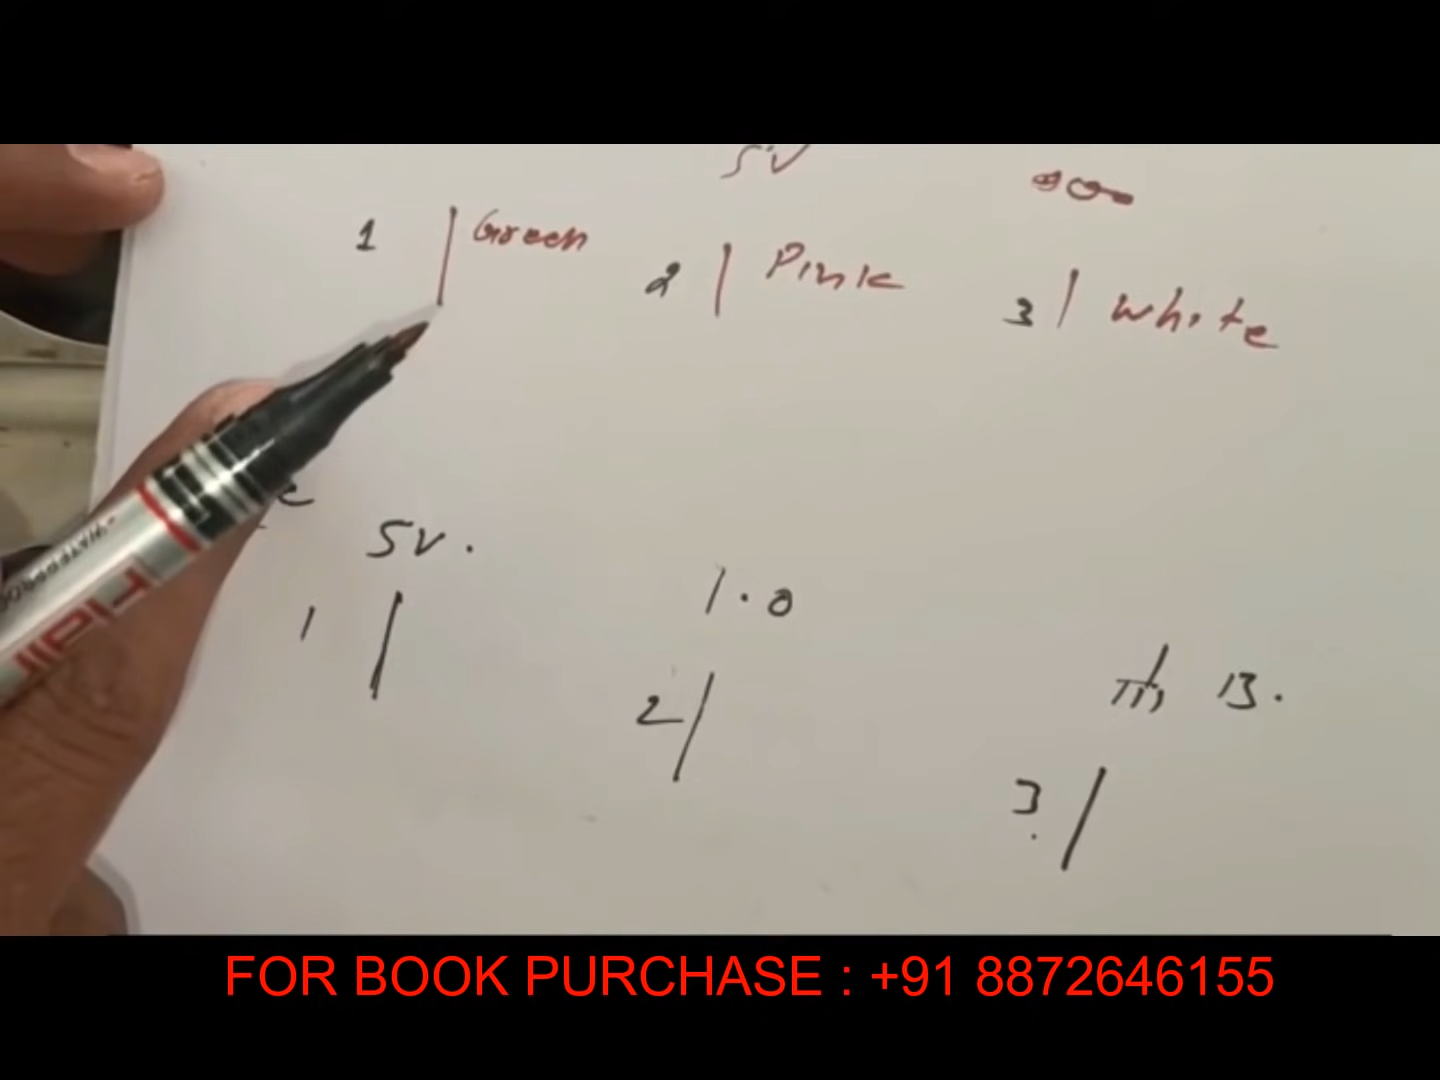 5V
1 | Green
2 | Pink
3 | White
5V.
1 |
1.0
2 |
13.
3 |
WATERPROOF
FOR BOOK PURCHASE : +91 8872646155